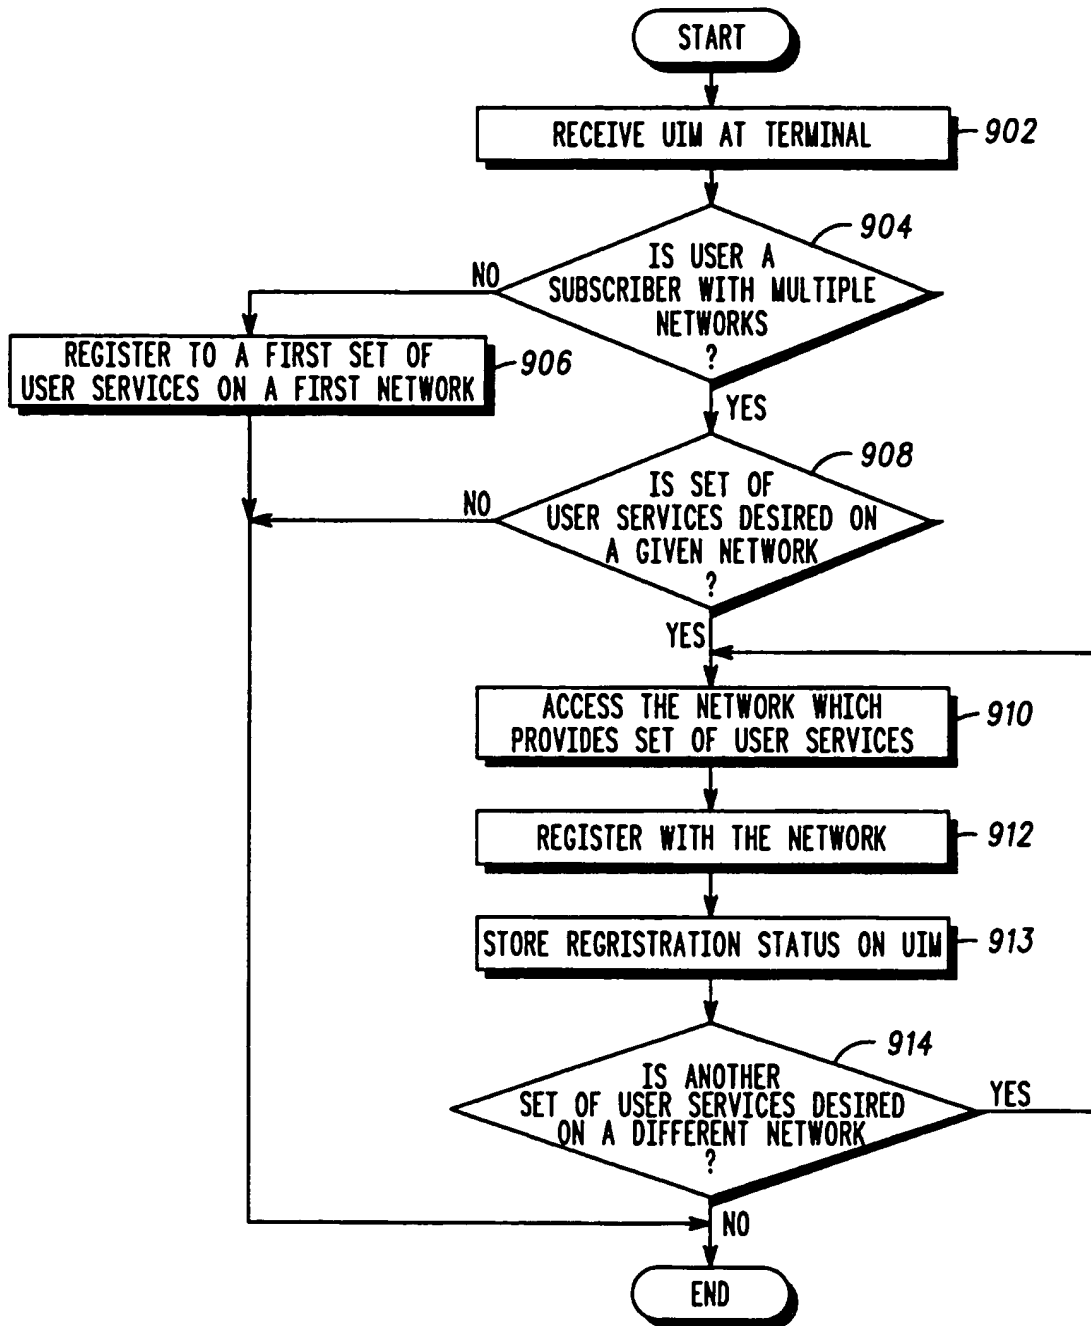 START
RECEIVE UIM AT TERMINAL
902
904
IS USER A
SUBSCRIBER WITH MULTIPLE
NETWORKS
?
NO
YES
REGISTER TO A FIRST SET OF
USER SERVICES ON A FIRST NETWORK
906
908
IS SET OF
USER SERVICES DESIRED ON
A GIVEN NETWORK
?
NO
YES
ACCESS THE NETWORK WHICH
PROVIDES SET OF USER SERVICES
910
REGISTER WITH THE NETWORK
912
STORE REGRISTRATION STATUS ON UIM
913
914
IS ANOTHER
SET OF USER SERVICES DESIRED
ON A DIFFERENT NETWORK
?
YES
NO
END